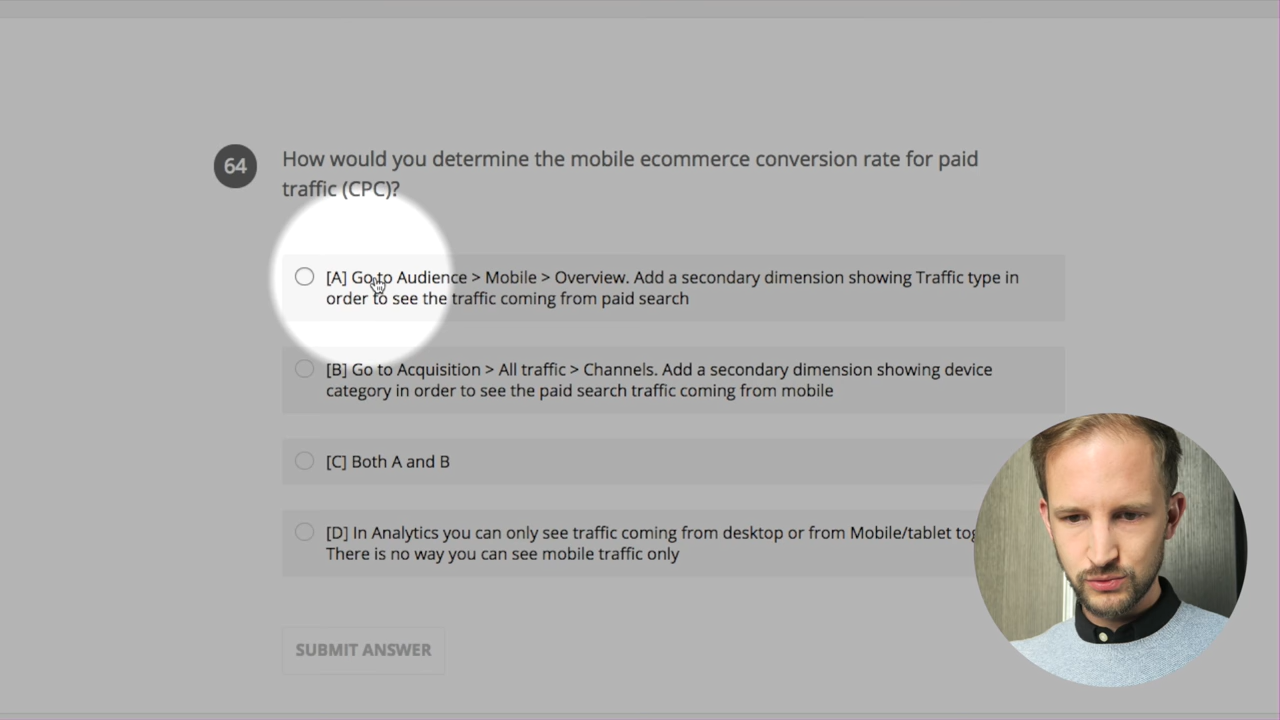 64
How would you determine the mobile ecommerce conversion rate for paid
traffic (CPC)?
[A] Go to Audience > Mobile > Overview. Add a secondary dimension showing Traffic type in
order to see the traffic coming from paid search
[B] Go to Acquisition > All traffic > Channels. Add a secondary dimension showing device
category in order to see the paid search traffic coming from mobile
[C] Both A and B
[D] In Analytics you can only see traffic coming from desktop or from Mobile/tablet
There is no way you can see mobile traffic only
SUBMIT ANSWER